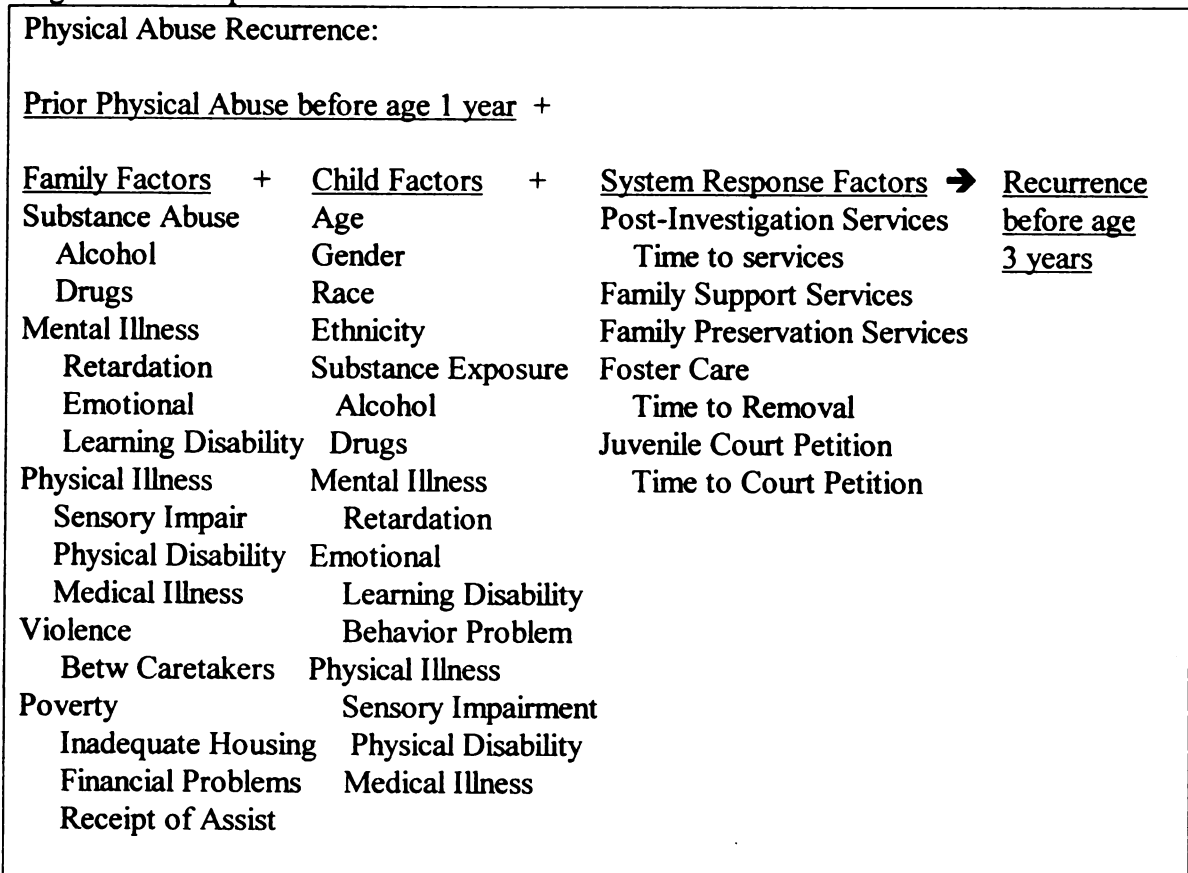 Physical Abuse Recurrence:
Prior Physical Abuse before age 1 year +
Family Factors + Child Factors + System Response Factors ➔ Recurrence
Substance Abuse Age Post-Investigation Services before age
Alcohol Gender Time to services 3 years
Drugs Race Family Support Services
Mental Illness Ethnicity Family Preservation Services
Retardation Substance Exposure Foster Care
Emotional Alcohol Time to Removal
Learning Disability Drugs Juvenile Court Petition
Physical Illness Mental Illness Time to Court Petition
Sensory Impair Retardation
Physical Disability Emotional
Medical Illness Learning Disability
Violence Behavior Problem
Betw Caretakers Physical Illness
Poverty Sensory Impairment
Inadequate Housing Physical Disability
Financial Problems Medical Illness
Receipt of Assist